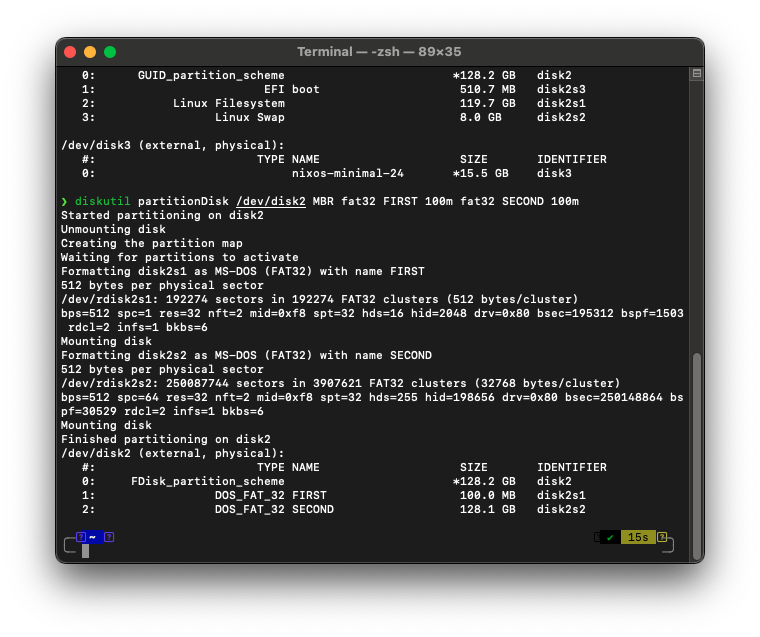 Terminal — -zsh — 89×35
0: GUID_partition_scheme *128.2 GB disk2
1: EFI boot 510.7 MB disk2s3
2: Linux Filesystem 119.7 GB disk2s1
3: Linux Swap 8.0 GB disk2s2
/dev/disk3 (external, physical):
#: TYPE NAME SIZE IDENTIFIER
0: nixos-minimal-24 *15.5 GB disk3
❯ diskutil partitionDisk /dev/disk2 MBR fat32 FIRST 100m fat32 SECOND 100m
Started partitioning on disk2
Unmounting disk
Creating the partition map
Waiting for partitions to activate
Formatting disk2s1 as MS-DOS (FAT32) with name FIRST
512 bytes per physical sector
/dev/rdisk2s1: 192274 sectors in 192274 FAT32 clusters (512 bytes/cluster)
bps=512 spc=1 res=32 nft=2 mid=0xf8 spt=32 hds=16 hid=2048 drv=0x80 bsec=195312 bspf=1503
rdcl=2 infs=1 bkbs=6
Mounting disk
Formatting disk2s2 as MS-DOS (FAT32) with name SECOND
512 bytes per physical sector
/dev/rdisk2s2: 250087744 sectors in 3907621 FAT32 clusters (32768 bytes/cluster)
bps=512 spc=64 res=32 nft=2 mid=0xf8 spt=32 hds=255 hid=198656 drv=0x80 bsec=250148864 bs
pf=30529 rdcl=2 infs=1 bkbs=6
Mounting disk
Finished partitioning on disk2
/dev/disk2 (external, physical):
#: TYPE NAME SIZE IDENTIFIER
0: FDisk_partition_scheme *128.2 GB disk2
1: DOS_FAT_32 FIRST 100.0 MB disk2s1
2: DOS_FAT_32 SECOND 128.1 GB disk2s2
? ~ ? ✔ 15s ?